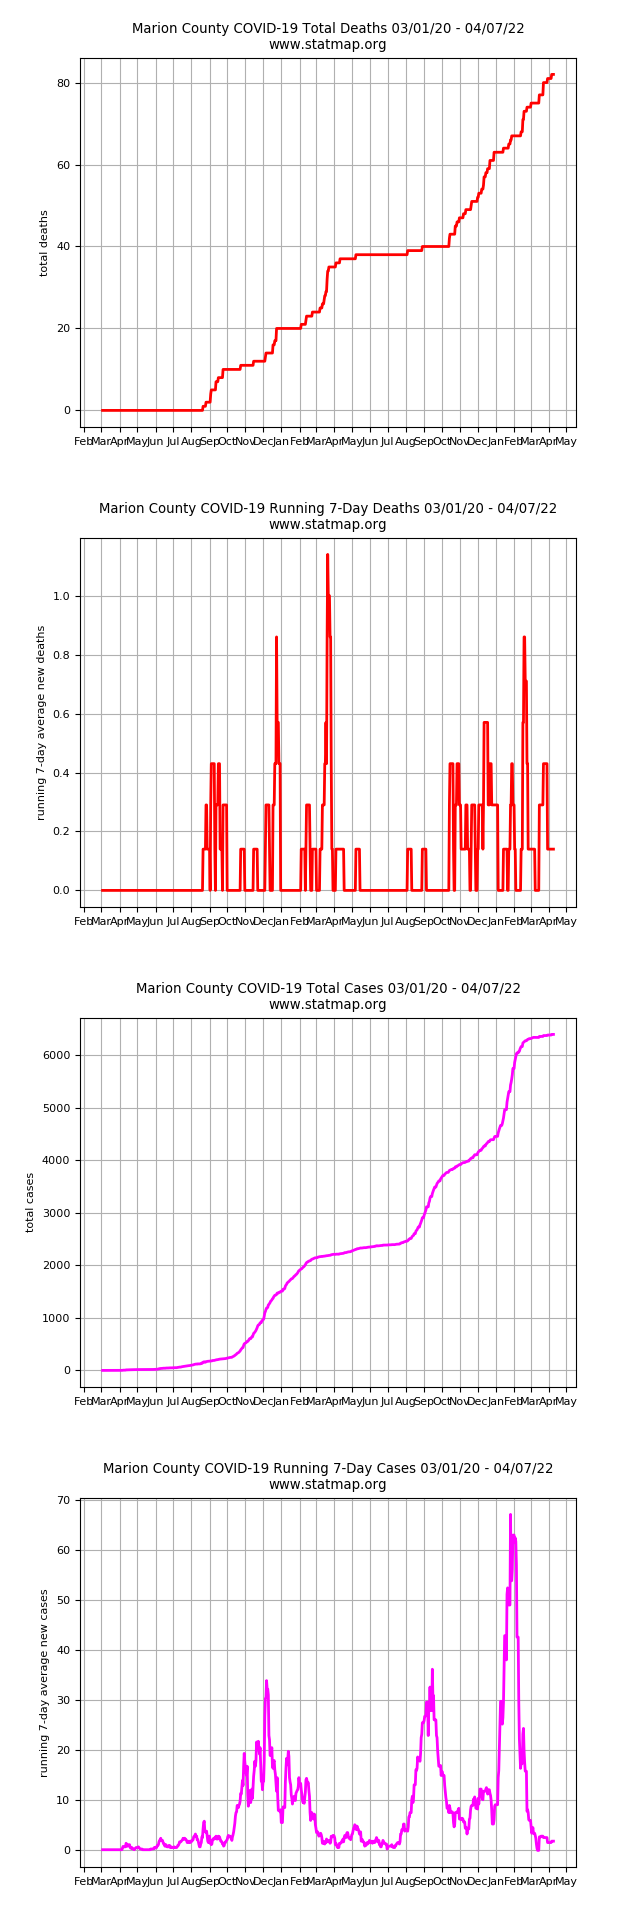 Marion County COVID-19 Total Deaths 03/01/20 - 04/07/22
www.statmap.org
total deaths
80
60
40
20
0
Feb Mar Apr May Jun Jul Aug Sep Oct Nov Dec Jan Feb Mar Apr May Jun Jul Aug Sep Oct Nov Dec Jan Feb Mar Apr May
Marion County COVID-19 Running 7-Day Deaths 03/01/20 - 04/07/22
www.statmap.org
running 7-day average new deaths
1.0
0.8
0.6
0.4
0.2
0.0
Feb Mar Apr May Jun Jul Aug Sep Oct Nov Dec Jan Feb Mar Apr May Jun Jul Aug Sep Oct Nov Dec Jan Feb Mar Apr May
Marion County COVID-19 Total Cases 03/01/20 - 04/07/22
www.statmap.org
total cases
6000
5000
4000
3000
2000
1000
0
Feb Mar Apr May Jun Jul Aug Sep Oct Nov Dec Jan Feb Mar Apr May Jun Jul Aug Sep Oct Nov Dec Jan Feb Mar Apr May
Marion County COVID-19 Running 7-Day Cases 03/01/20 - 04/07/22
www.statmap.org
running 7-day average new cases
70
60
50
40
30
20
10
0
Feb Mar Apr May Jun Jul Aug Sep Oct Nov Dec Jan Feb Mar Apr May Jun Jul Aug Sep Oct Nov Dec Jan Feb Mar Apr May